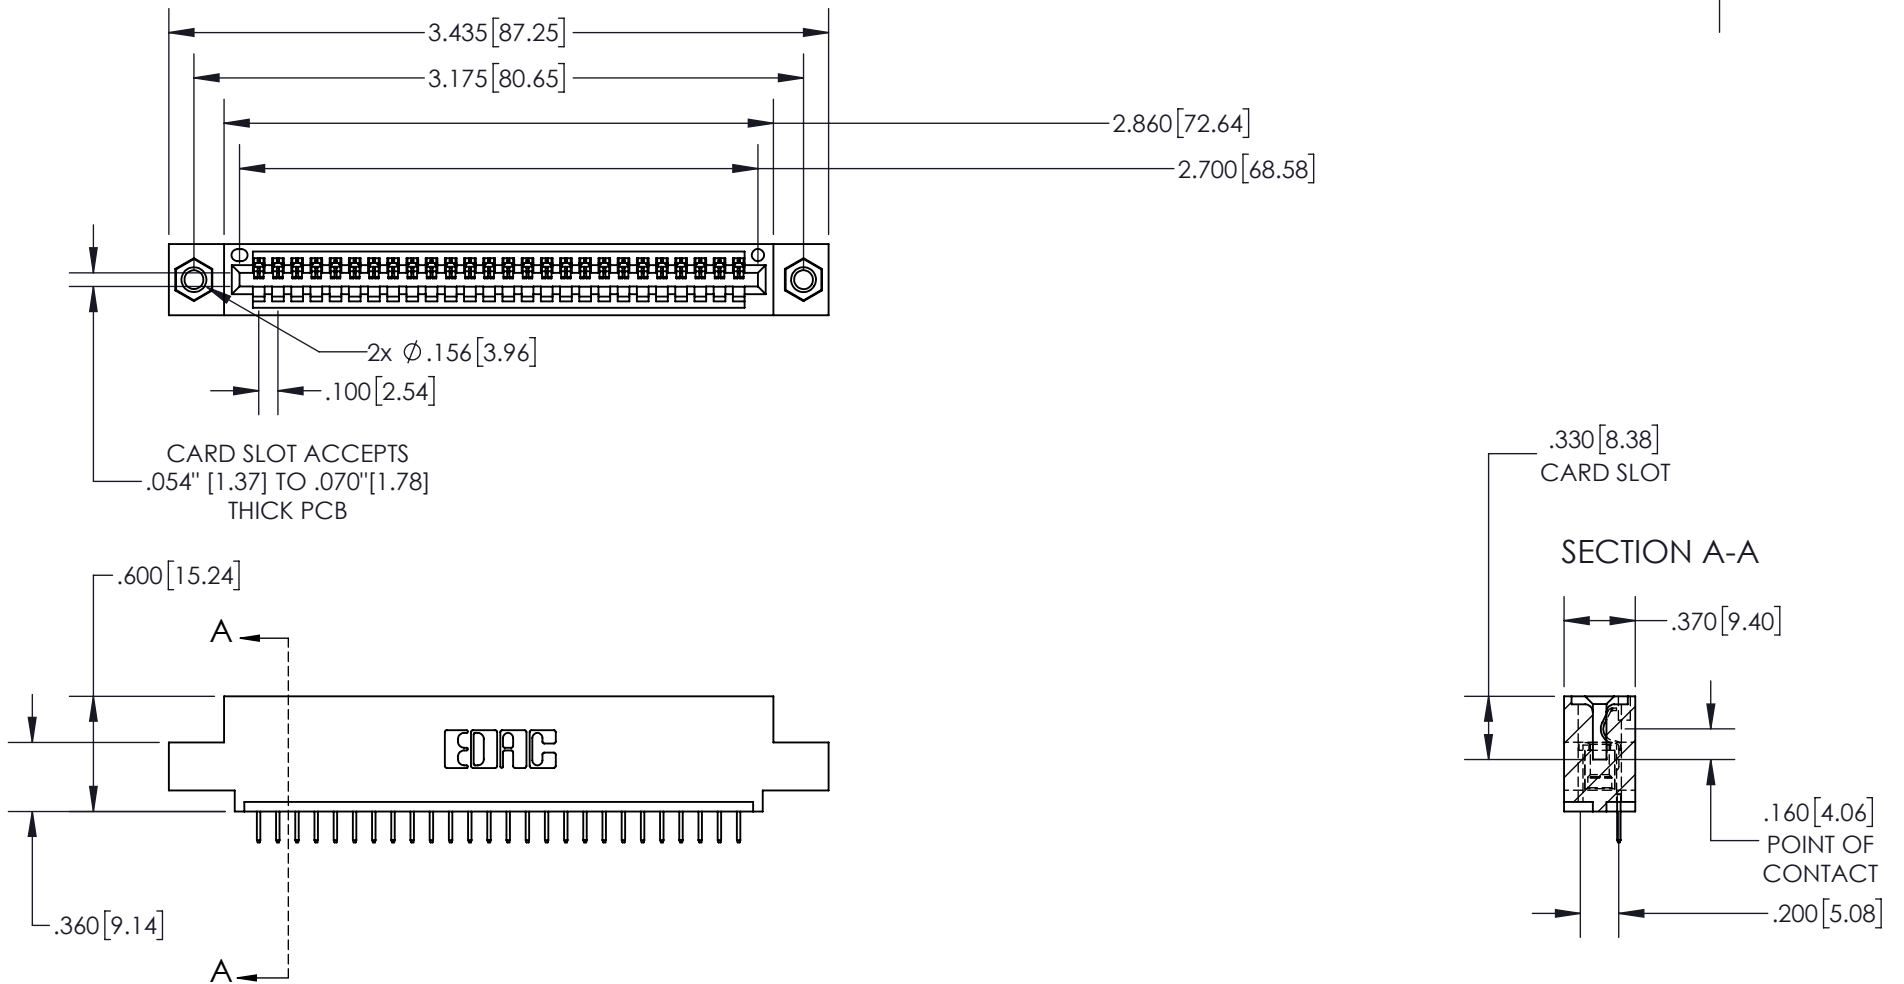 3.435[87.25]
3.175[80.65]
2.860[72.64]
2.700[68.58]
2x ⌀.156[3.96]
.100[2.54]
CARD SLOT ACCEPTS
.054" [1.37] TO .070"[1.78]
THICK PCB
.330[8.38]
CARD SLOT
SECTION A-A
.600[15.24]
.370[9.40]
A
EDAC
.160[4.06]
POINT OF
CONTACT
.200[5.08]
.360[9.14]
A